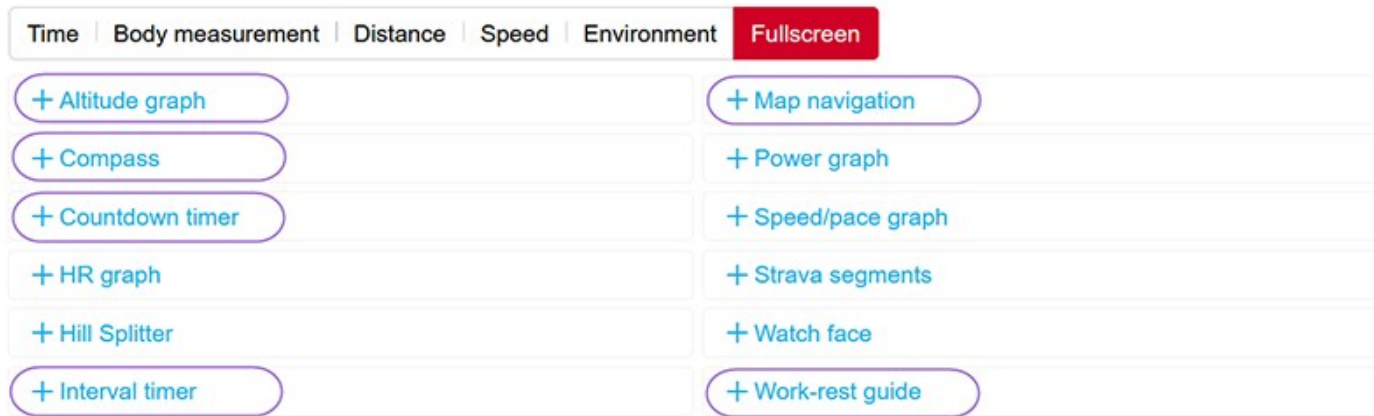 Time Body measurement Distance Speed Environment Fullscreen
+ Altitude graph
+ Compass
+ Countdown timer
+ HR graph
+ Hill Splitter
+ Interval timer
+ Map navigation
+ Power graph
+ Speed/pace graph
+ Strava segments
+ Watch face
+ Work-rest guide